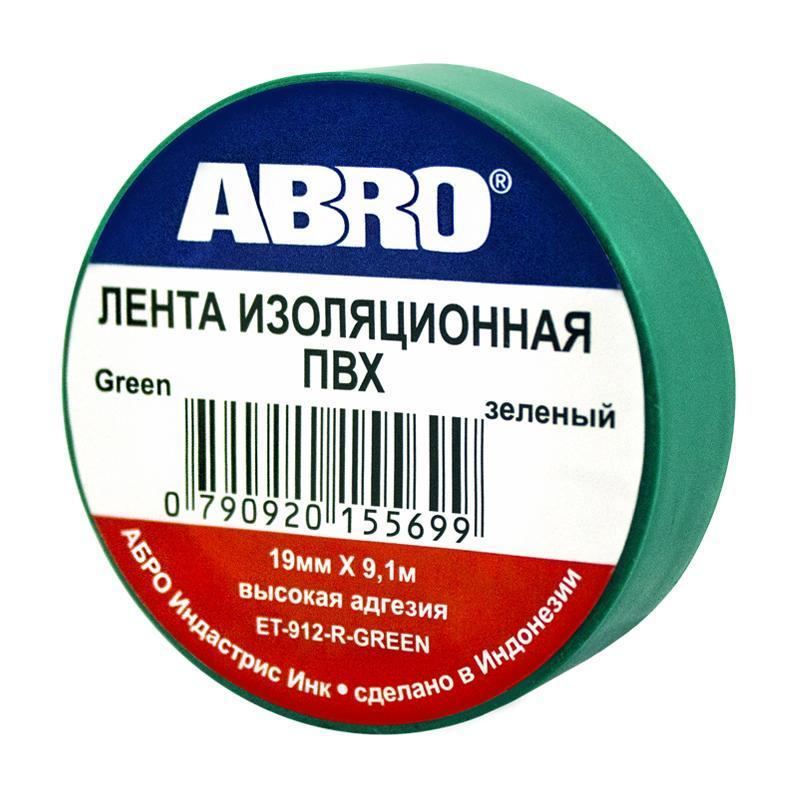 ABRO®
ЛЕНТА ИЗОЛЯЦИОННАЯ
ПВХ
Green
зеленый
0 790920 155699
19мм X 9,1м
высокая адгезия
ET-912-R-GREEN
АБРО Индастрис Инк • сделано в Индонезии